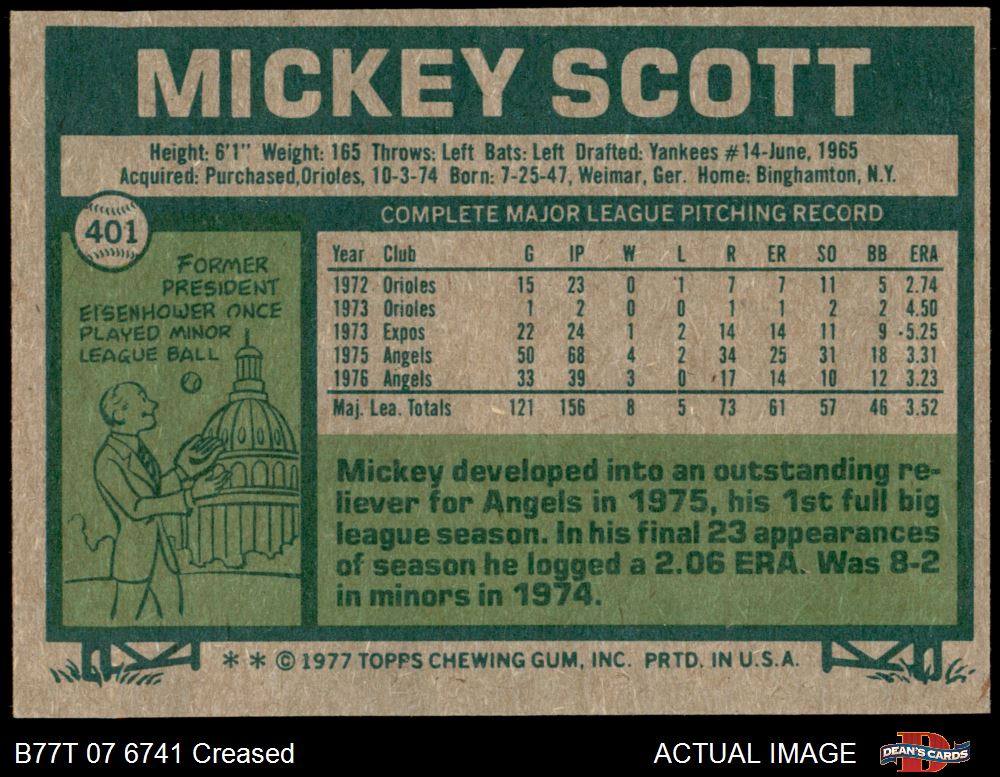 MICKEY SCOTT
Height: 6'1" Weight: 165 Throws: Left Bats: Left Drafted: Yankees #14-June, 1965
Acquired: Purchased,Orioles, 10-3-74 Born: 7-25-47, Weimar, Ger. Home: Binghamton, N.Y.
401
FORMER
PRESIDENT
EISENHOWER ONCE
PLAYED MINOR
LEAGUE BALL
COMPLETE MAJOR LEAGUE PITCHING RECORD
Year Club G IP W L R ER SO BB ERA
1972 Orioles 15 23 0 1 7 7 11 5 2.74
1973 Orioles 1 2 0 0 1 1 2 2 4.50
1973 Expos 22 24 1 2 14 14 11 9 5.25
1975 Angels 50 68 4 2 34 25 31 18 3.31
1976 Angels 33 39 3 0 17 14 10 12 3.23
Maj. Lea. Totals 121 156 8 5 73 61 57 46 3.52
Mickey developed into an outstanding re-
liever for Angels in 1975, his 1st full big
league season. In his final 23 appearances
of season he logged a 2.06 ERA. Was 8-2
in minors in 1974.
* * © 1977 TOPPS CHEWING GUM, INC. PRTD. IN U.S.A.
B77T 07 6741 Creased
ACTUAL IMAGE
DEAN'S CARDS